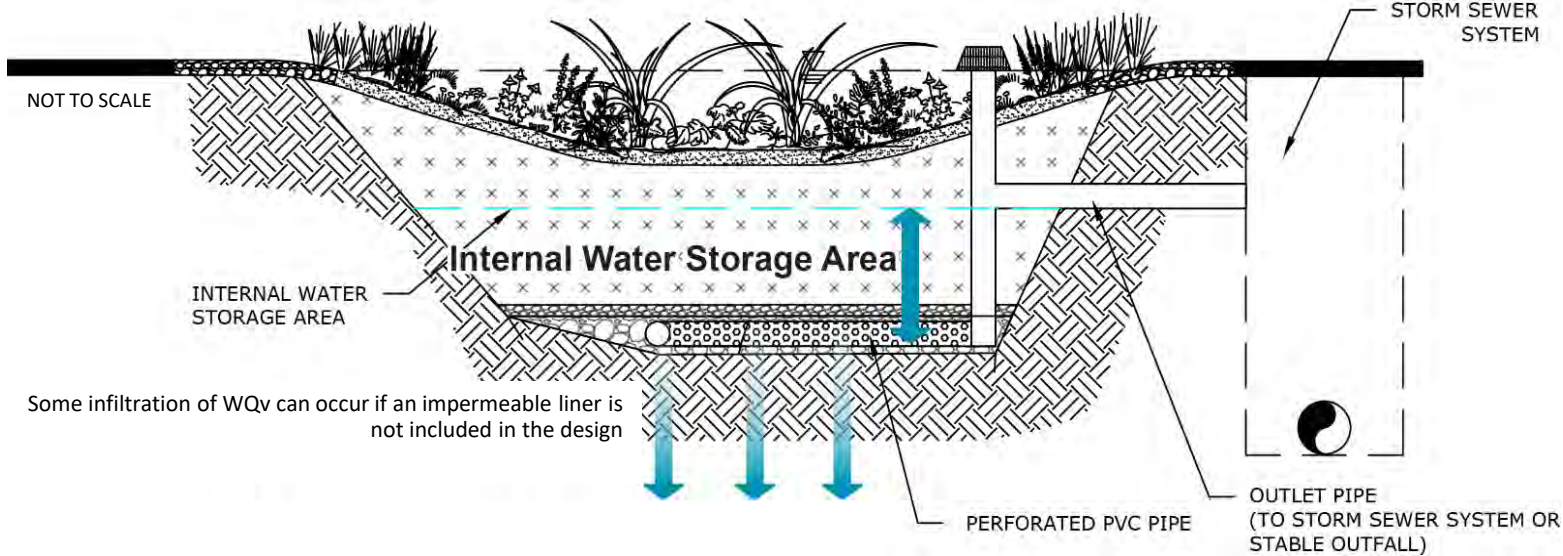 STORM SEWER
SYSTEM
NOT TO SCALE
Internal Water Storage Area
INTERNAL WATER
STORAGE AREA
Some infiltration of WQv can occur if an impermeable liner is
not included in the design
PERFORATED PVC PIPE
OUTLET PIPE
(TO STORM SEWER SYSTEM OR
STABLE OUTFALL)